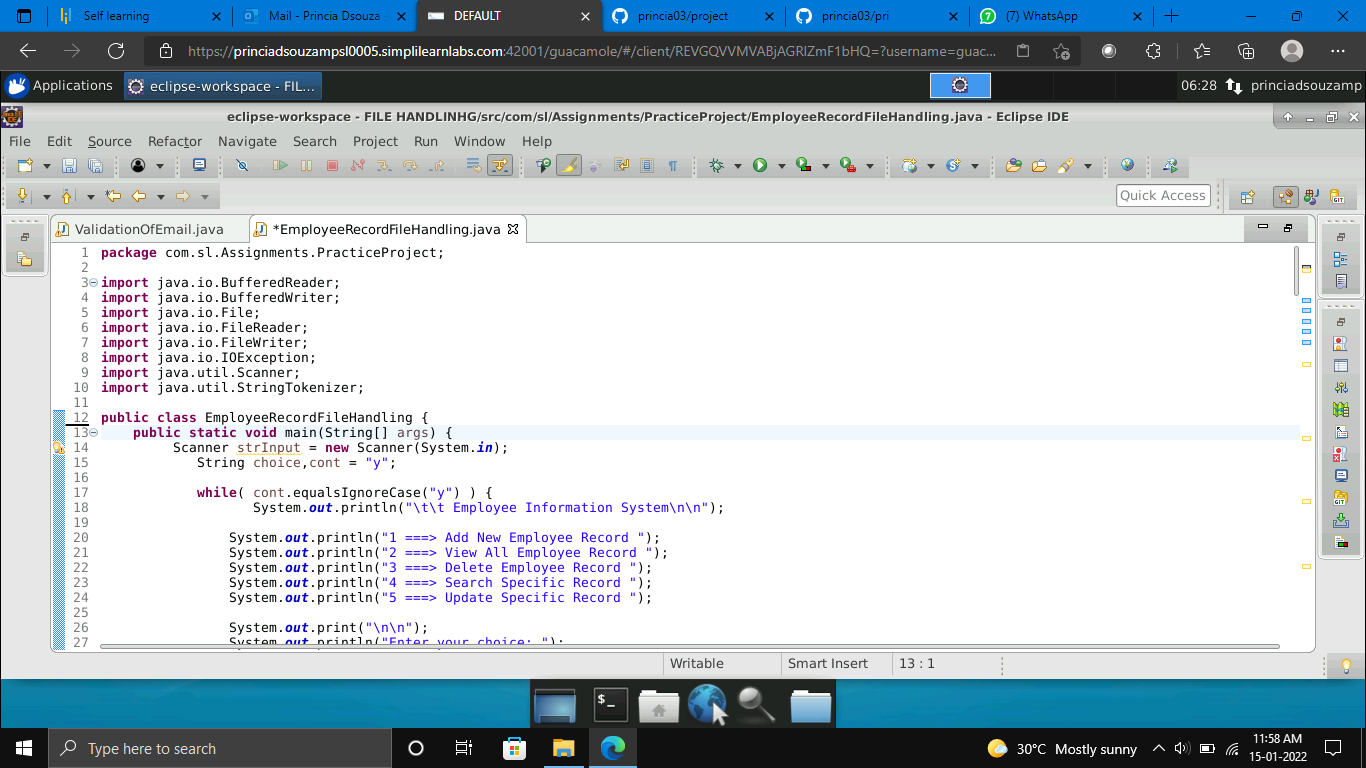 Self learning
Mail - Princia Dsouza -
DEFAULT
princia03/project
princia03/pri
(7) WhatsApp
https://princiadsouzampsl0005.simplilearnlabs.com:42001/guacamole/#/client/REVGQVVMVABjAGRlZmF1bHQ=?username=guac...
Applications
eclipse-workspace - FIL...
06:28
princiadsouzamp
eclipse-workspace - FILE HANDLINHG/src/com/sl/Assignments/PracticeProject/EmployeeRecordFileHandling.java - Eclipse IDE
File Edit Source Refactor Navigate Search Project Run Window Help
Quick Access
ValidationOfEmail.java
*EmployeeRecordFileHandling.java
1 package com.sl.Assignments.PracticeProject;
2
3 import java.io.BufferedReader;
4 import java.io.BufferedWriter;
5 import java.io.File;
6 import java.io.FileReader;
7 import java.io.FileWriter;
8 import java.io.IOException;
9 import java.util.Scanner;
10 import java.util.StringTokenizer;
11
12 public class EmployeeRecordFileHandling {
13 public static void main(String[] args) {
14 Scanner strInput = new Scanner(System.in);
15 String choice,cont = "y";
16
17 while( cont.equalsIgnoreCase("y") ) {
18 System.out.println("\t\t Employee Information System\n\n");
19
20 System.out.println("1 ===> Add New Employee Record ");
21 System.out.println("2 ===> View All Employee Record ");
22 System.out.println("3 ===> Delete Employee Record ");
23 System.out.println("4 ===> Search Specific Record ");
24 System.out.println("5 ===> Update Specific Record ");
25
26 System.out.print("\n\n");
27 System.out.println("Enter your choice: ");
Writable
Smart Insert
13 : 1
Type here to search
30°C Mostly sunny
11:58 AM
15-01-2022